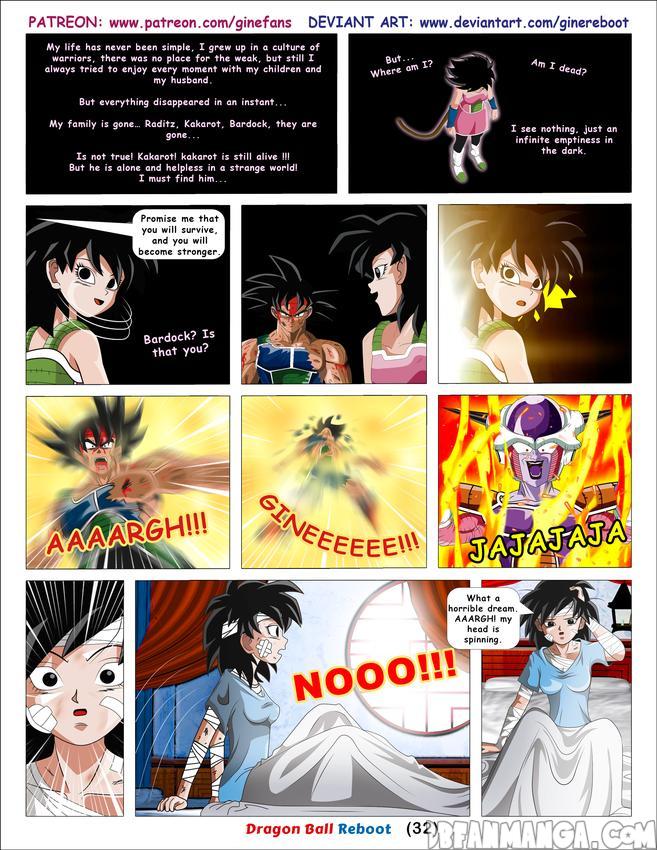 PATREON: www.patreon.com/ginefans DEVIANT ART: www.deviantart.com/ginereboot
My life has never been simple, I grew up in a culture of
warriors, there was no place for the weak, but still I
always tried to enjoy every moment with my children and
my husband.
But everything disappeared in an instant...
My family is gone… Raditz, Kakarot, Bardock, they are
gone...
Is not true! Kakarot! kakarot is still alive !!!
But he is alone and helpless in a strange world!
I must find him...
But...
Where am I?
Am I dead?
I see nothing, just an
infinite emptiness in
the dark.
Promise me that
you will survive,
and you will
become stronger.
Bardock? Is
that you?
AAAARGH!!!
GINEEEEEE!!!
JAJAJAJA
NOOO!!!
What a
horrible dream.
AAARGH! my
head is
spinning.
Dragon Ball Reboot (32)
DBFANMANGA.COM